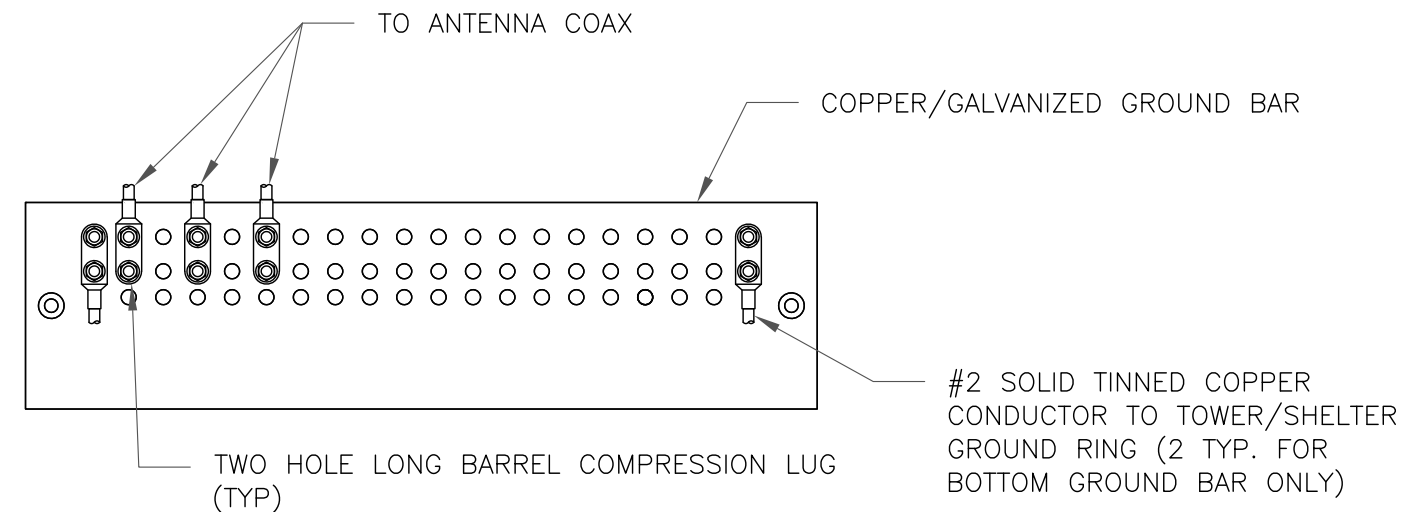 TO ANTENNA COAX
COPPER/GALVANIZED GROUND BAR
#2 SOLID TINNED COPPER
CONDUCTOR TO TOWER/SHELTER
GROUND RING (2 TYP. FOR
BOTTOM GROUND BAR ONLY)
TWO HOLE LONG BARREL COMPRESSION LUG
(TYP)